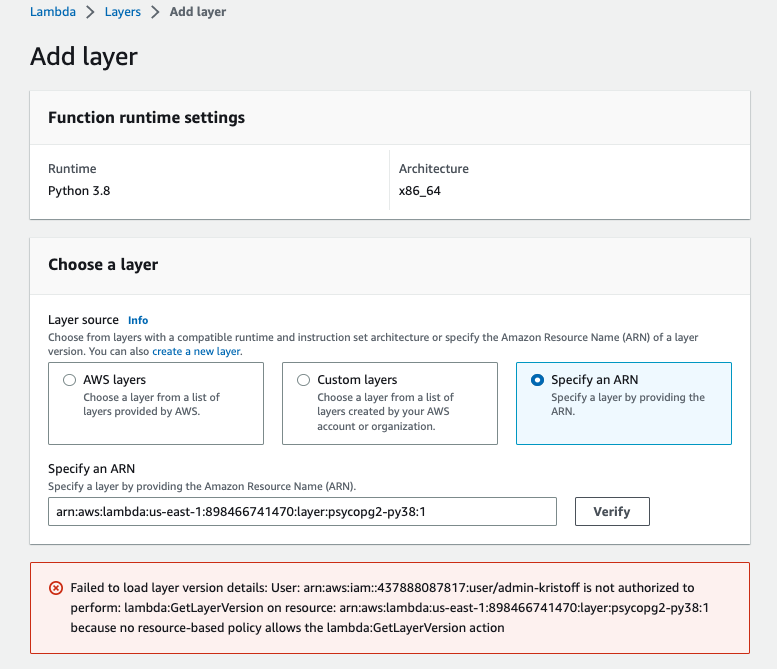 Lambda > Layers > Add layer
Add layer
Function runtime settings
Runtime
Python 3.8
Architecture
x86_64
Choose a layer
Layer source Info
Choose from layers with a compatible runtime and instruction set architecture or specify the Amazon Resource Name (ARN) of a layer
version. You can also create a new layer.
AWS layers
Choose a layer from a list of
layers provided by AWS.
Custom layers
Choose a layer from a list of
layers created by your AWS
account or organization.
Specify an ARN
Specify a layer by providing the
ARN.
Specify an ARN
Specify a layer by providing the Amazon Resource Name (ARN).
arn:aws:lambda:us-east-1:898466741470:layer:psycopg2-py38:1
Verify
Failed to load layer version details: User: arn:aws:iam::437888087817:user/admin-kristoff is not authorized to
perform: lambda:GetLayerVersion on resource: arn:aws:lambda:us-east-1:898466741470:layer:psycopg2-py38:1
because no resource-based policy allows the lambda:GetLayerVersion action